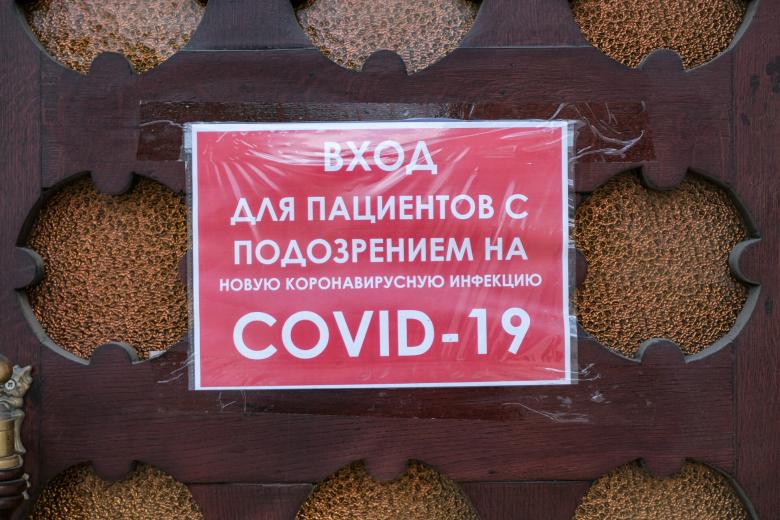 ВХОД
ДЛЯ ПАЦИЕНТОВ С
ПОДОЗРЕНИЕМ НА
НОВУЮ КОРОНАВИРУСНУЮ ИНФЕКЦИЮ
COVID-19